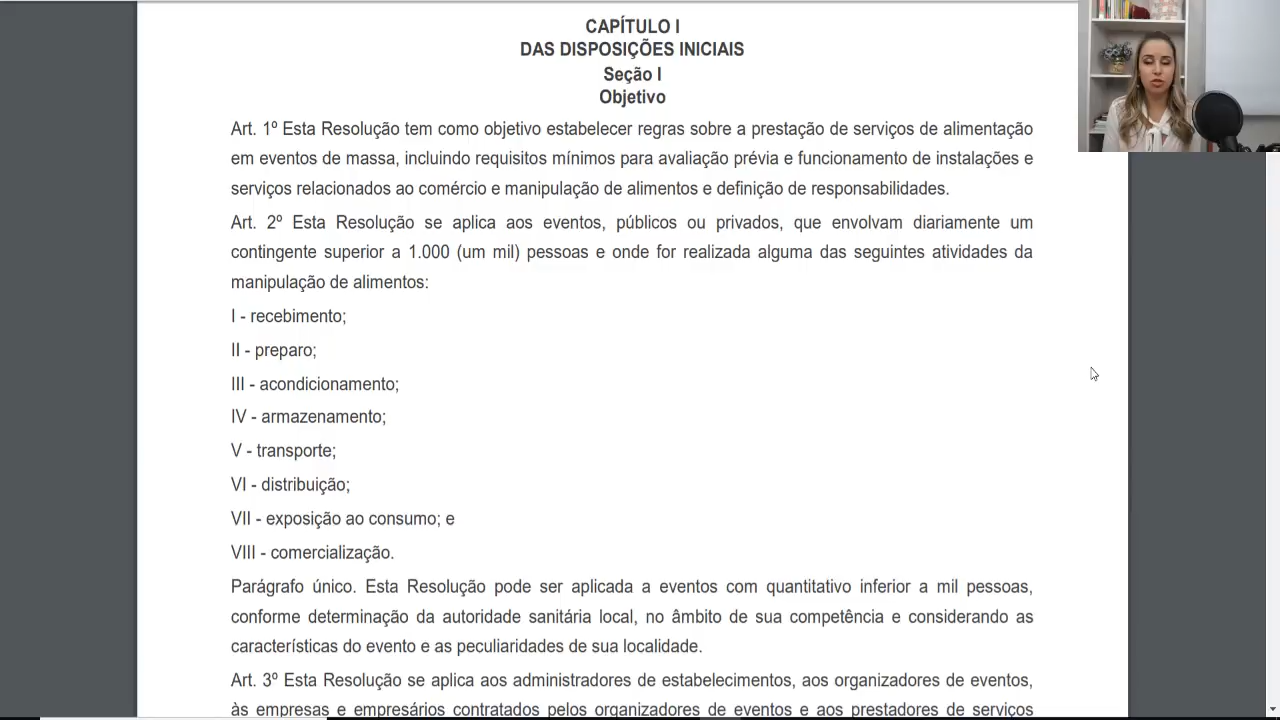 CAPÍTULO I
DAS DISPOSIÇÕES INICIAIS
Seção I
Objetivo
Art. 1º Esta Resolução tem como objetivo estabelecer regras sobre a prestação de serviços de alimentação
em eventos de massa, incluindo requisitos mínimos para avaliação prévia e funcionamento de instalações e
serviços relacionados ao comércio e manipulação de alimentos e definição de responsabilidades.
Art. 2º Esta Resolução se aplica aos eventos, públicos ou privados, que envolvam diariamente um
contingente superior a 1.000 (um mil) pessoas e onde for realizada alguma das seguintes atividades da
manipulação de alimentos:
I - recebimento;
II - preparo;
III - acondicionamento;
IV - armazenamento;
V - transporte;
VI - distribuição;
VII - exposição ao consumo; e
VIII - comercialização.
Parágrafo único. Esta Resolução pode ser aplicada a eventos com quantitativo inferior a mil pessoas,
conforme determinação da autoridade sanitária local, no âmbito de sua competência e considerando as
características do evento e as peculiaridades de sua localidade.
Art. 3º Esta Resolução se aplica aos administradores de estabelecimentos, aos organizadores de eventos,
às empresas e empresários contratados pelos organizadores de eventos e aos prestadores de serviços